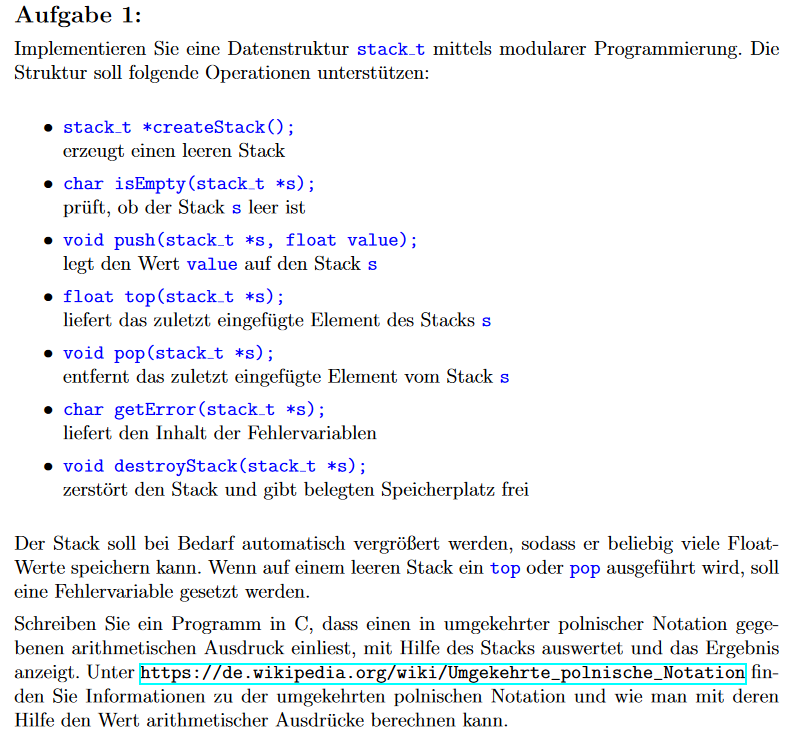 Aufgabe 1:
Implementieren Sie eine Datenstruktur stack_t mittels modularer Programmierung. Die
Struktur soll folgende Operationen unterstützen:
• stack_t *createStack();
erzeugt einen leeren Stack
• char isEmpty(stack_t *s);
prüft, ob der Stack s leer ist
• void push(stack_t *s, float value);
legt den Wert value auf den Stack s
• float top(stack_t *s);
liefert das zuletzt eingefügte Element des Stacks s
• void pop(stack_t *s);
entfernt das zuletzt eingefügte Element vom Stack s
• char getError(stack_t *s);
liefert den Inhalt der Fehlervariablen
• void destroyStack(stack_t *s);
zerstört den Stack und gibt belegten Speicherplatz frei
Der Stack soll bei Bedarf automatisch vergrößert werden, sodass er beliebig viele Float-
Werte speichern kann. Wenn auf einem leeren Stack ein top oder pop ausgeführt wird, soll
eine Fehlervariable gesetzt werden.
Schreiben Sie ein Programm in C, dass einen in umgekehrter polnischer Notation gege-
benen arithmetischen Ausdruck einliest, mit Hilfe des Stacks auswertet und das Ergebnis
anzeigt. Unter https://de.wikipedia.org/wiki/Umgekehrte_polnische_Notation fin-
den Sie Informationen zu der umgekehrten polnischen Notation und wie man mit deren
Hilfe den Wert arithmetischer Ausdrücke berechnen kann.